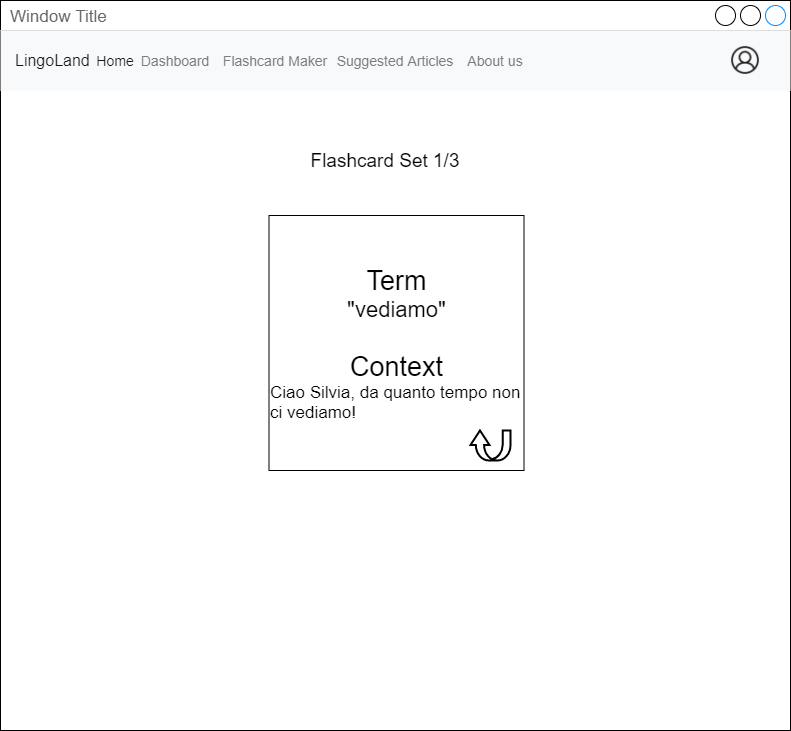 Window Title
LingoLand Home Dashboard Flashcard Maker Suggested Articles About us
Flashcard Set 1/3
Term
"vediamo"
Context
Ciao Silvia, da quanto tempo non
ci vediamo!